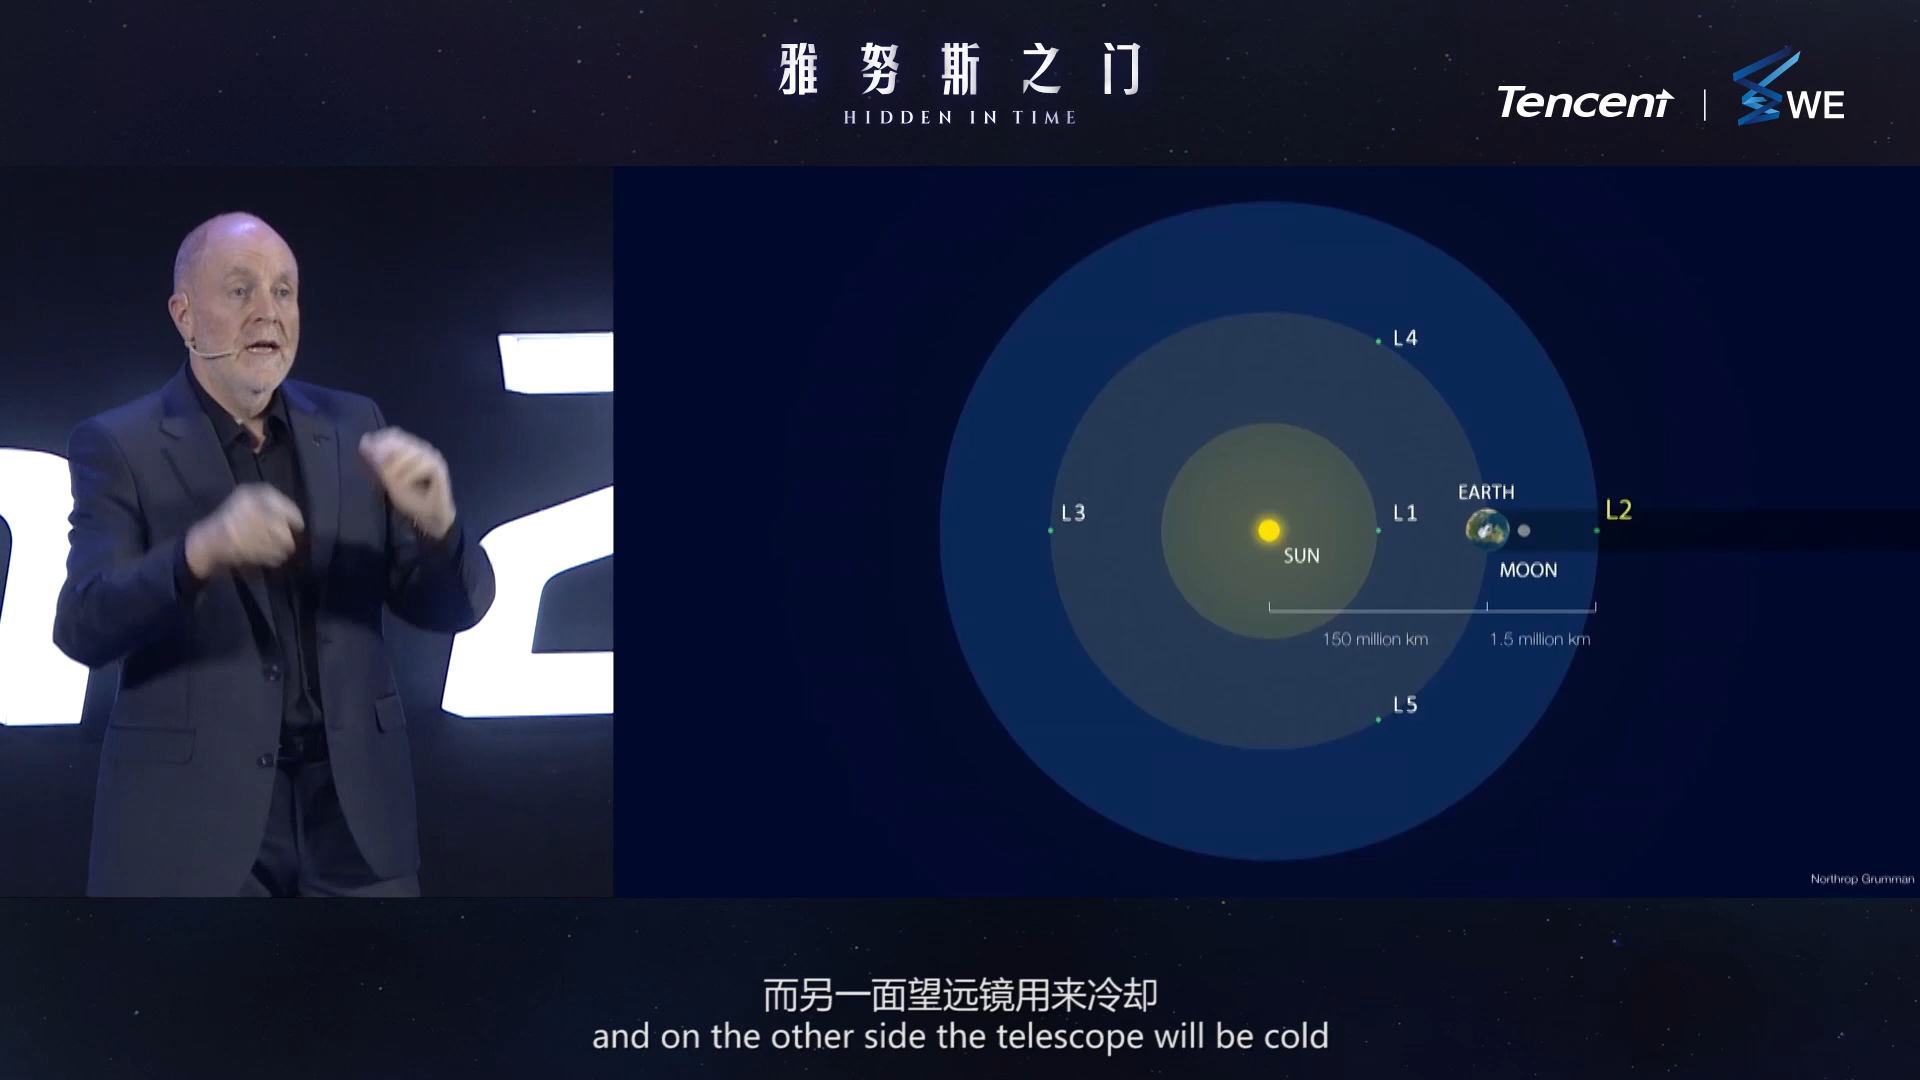 雅努斯之门
HIDDEN IN TIME
Tencent | WE
L4
EARTH
L3
L1
L2
SUN
MOON
150 million km
1.5 million km
L5
Northrop Grumman
而另一面望远镜用来冷却
and on the other side the telescope will be cold